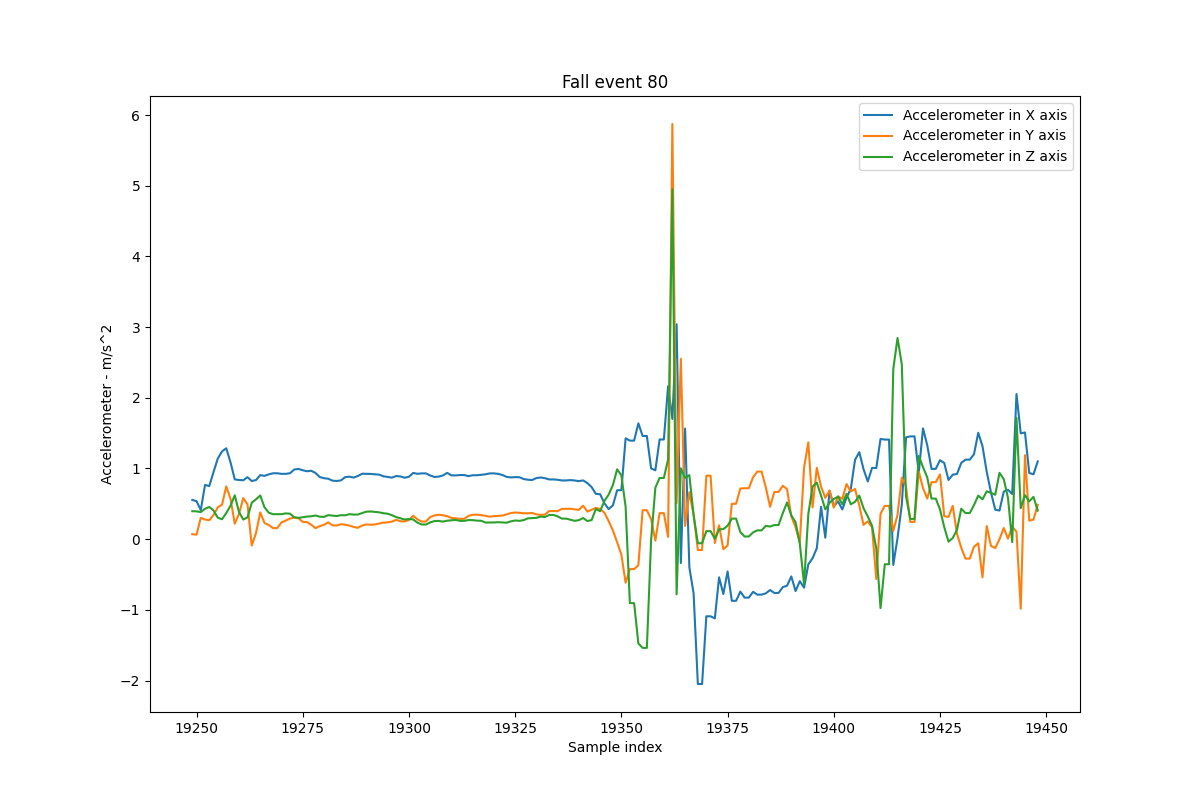 Fall event 80
Accelerometer in X axis
Accelerometer in Y axis
Accelerometer in Z axis
6
5
4
3
2
1
0
−1
−2
Accelerometer - m/s^2
19250 19275 19300 19325 19350 19375 19400 19425 19450
Sample index